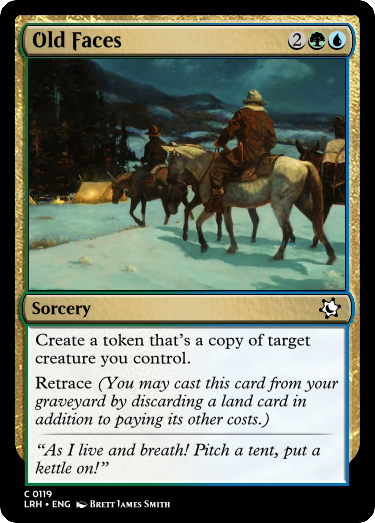 Old Faces 2
Sorcery
Create a token that's a copy of target
creature you control.
Retrace (You may cast this card from your
graveyard by discarding a land card in
addition to paying its other costs.)
“As I live and breath! Pitch a tent, put a
kettle on!”
C 0119
LRH • ENG Brett James Smith